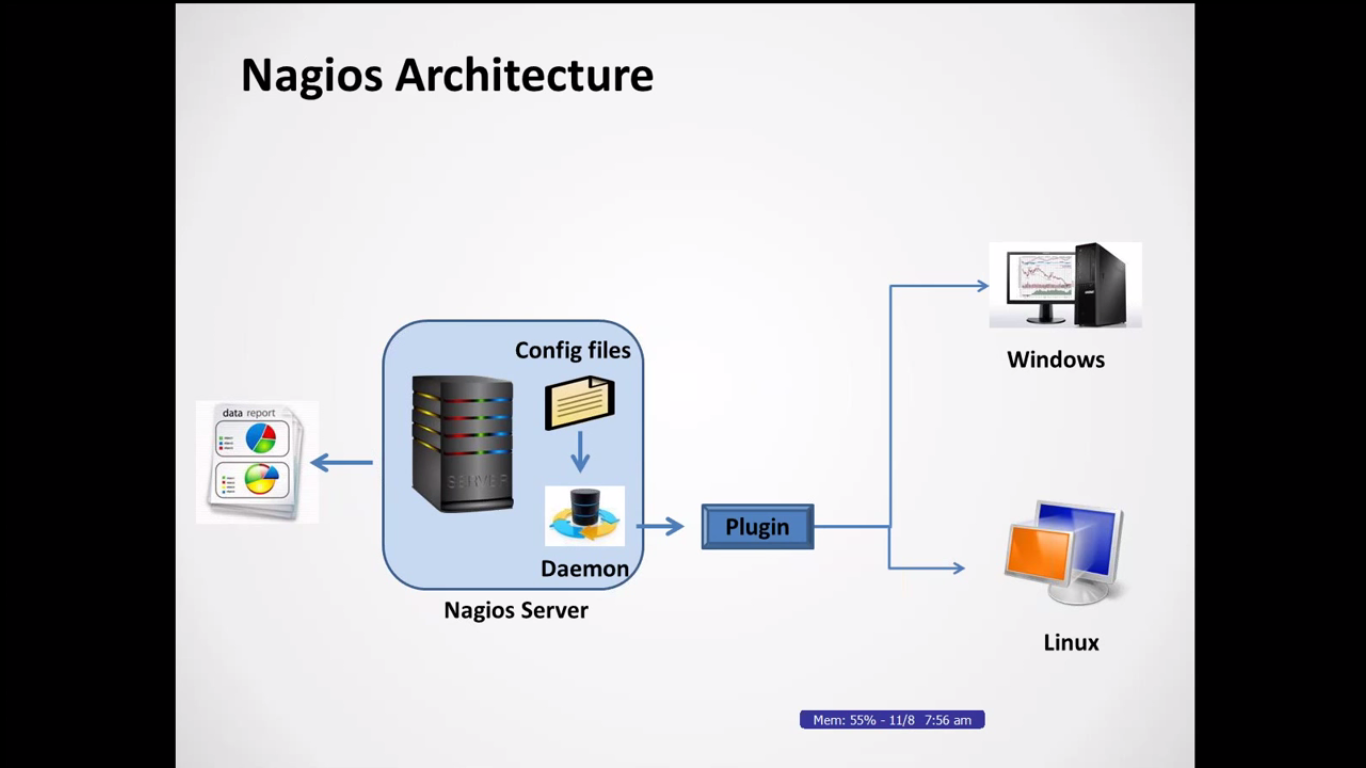 Nagios Architecture
Config files
data report
SERVER
Daemon
Nagios Server
Plugin
Windows
Linux
Mem: 55% - 11/8 7:56 am